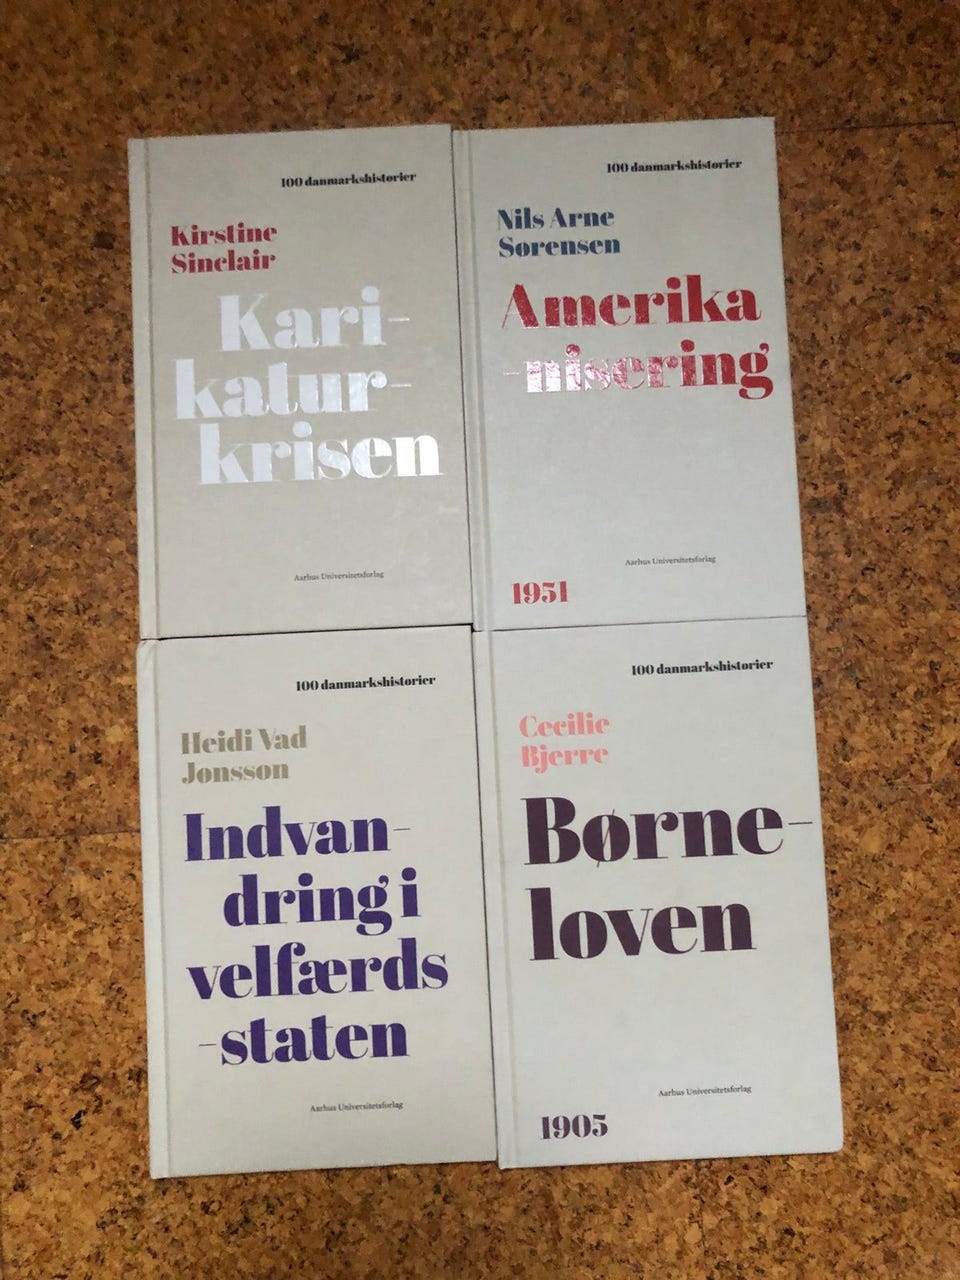 100 danmarkshistorier
Kirstine
Sinclair
Kari-
katur-
krisen
Aarhus Universitetsforlag
100 danmarkshistorier
Nils Arne
Sørensen
Amerika
-nisering
Aarhus Universitetsforlag
1951
100 danmarkshistorier
Heidi Vad
Jønsson
Indvan-
dring i
velfærds
-staten
Aarhus Universitetsforlag
100 danmarkshistorier
Cecilie
Bjerre
Børne-
loven
Aarhus Universitetsforlag
1905